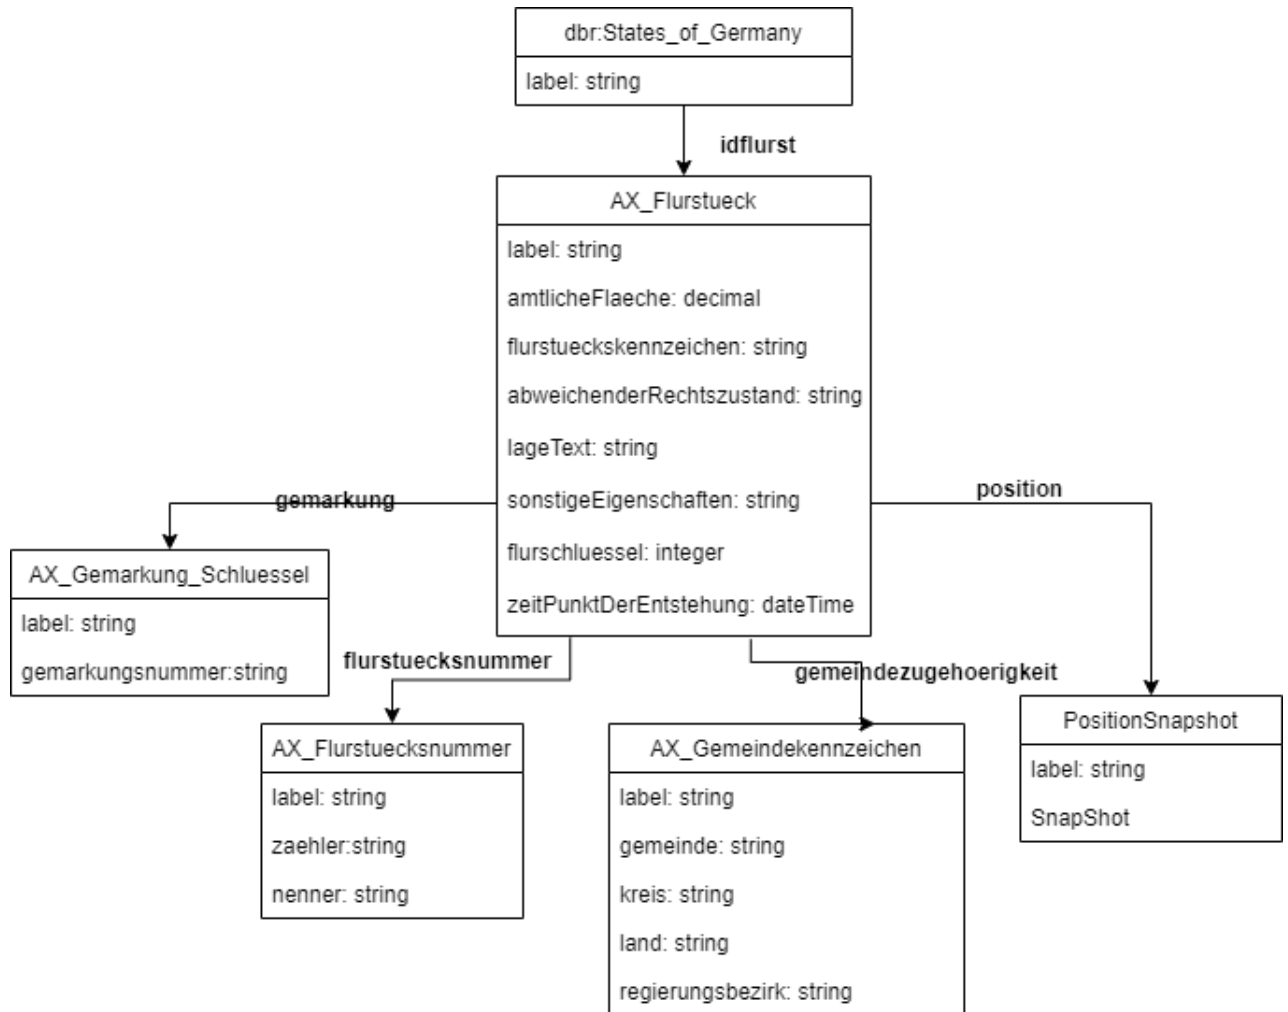 dbr:States_of_Germany
label: string
idflurst
AX_Flurstueck
label: string
amtlicheFlaeche: decimal
flurstueckskennzeichen: string
abweichenderRechtszustand: string
lageText: string
sonstigeEigenschaften: string
flurschluessel: integer
zeitPunktDerEntstehung: dateTime
gemarkung
position
AX_Gemarkung_Schluessel
label: string
gemarkungsnummer:string
flurstuecksnummer
gemeindezugehoerigkeit
AX_Flurstuecksnummer
label: string
zaehler:string
nenner: string
AX_Gemeindekennzeichen
label: string
gemeinde: string
kreis: string
land: string
regierungsbezirk: string
PositionSnapshot
label: string
SnapShot